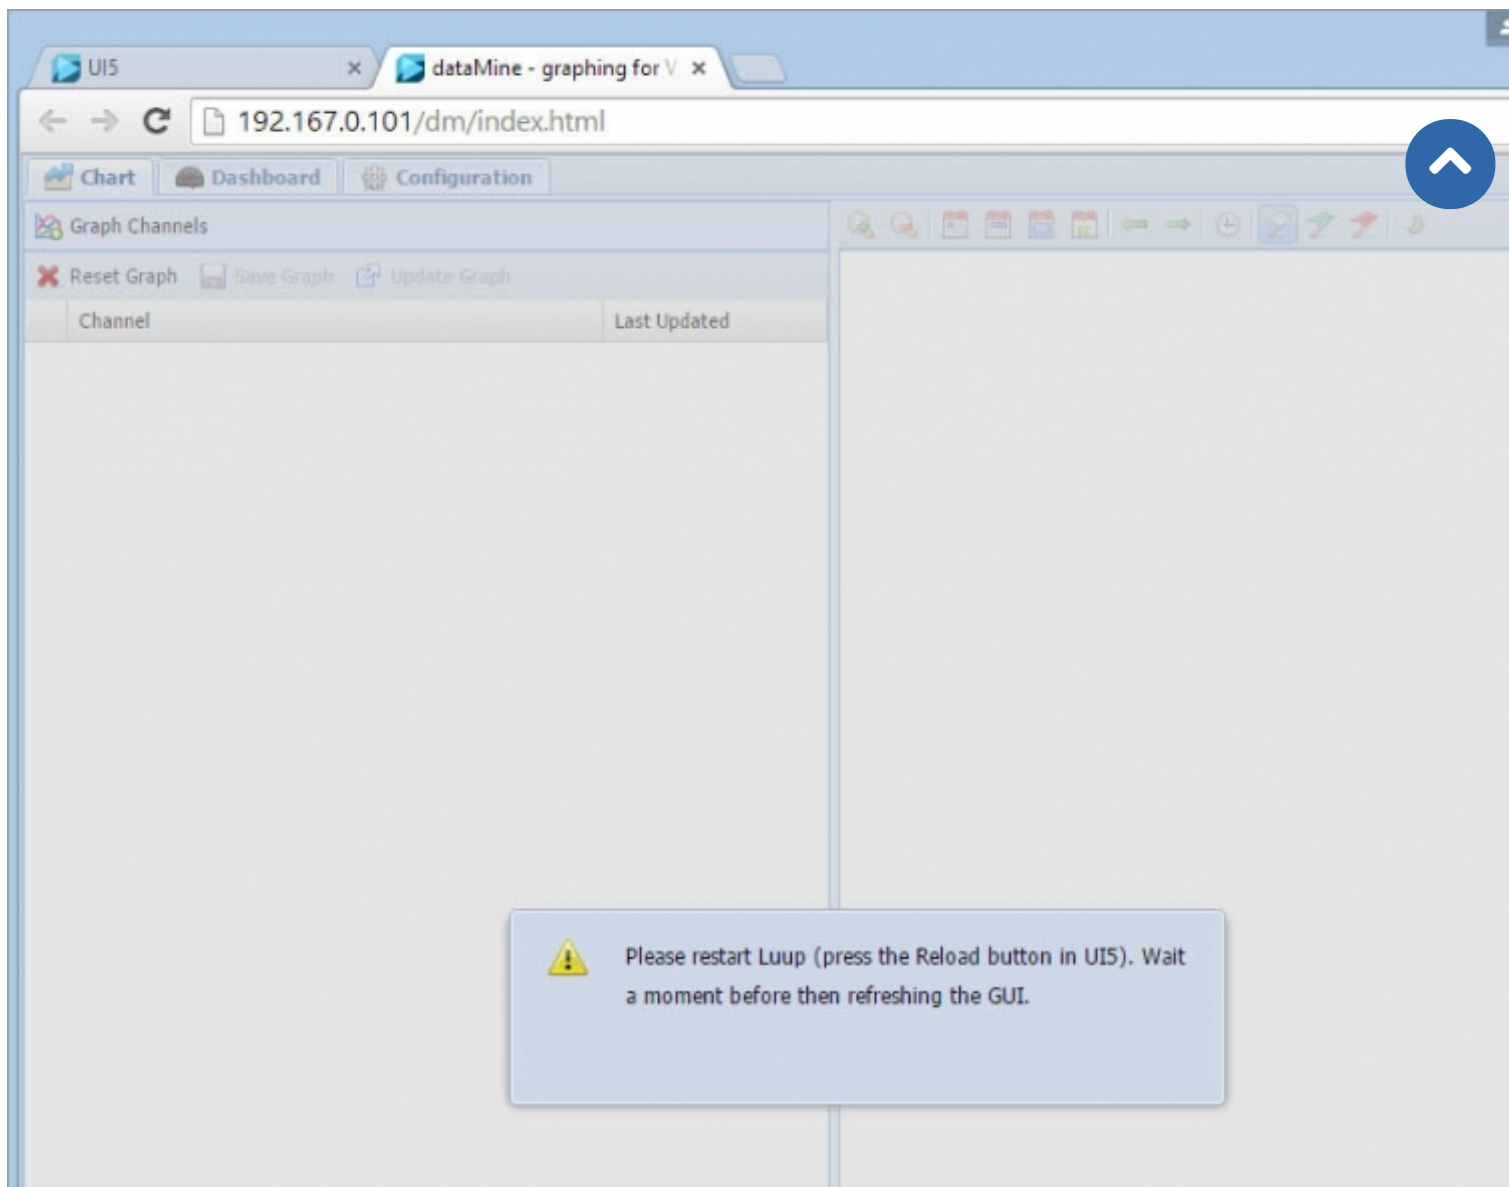 UI5
dataMine - graphing for V
192.167.0.101/dm/index.html
Chart Dashboard Configuration
Graph Channels
Reset Graph Save Graph Update Graph
Channel Last Updated
Please restart Luup (press the Reload button in UI5). Wait
a moment before then refreshing the GUI.